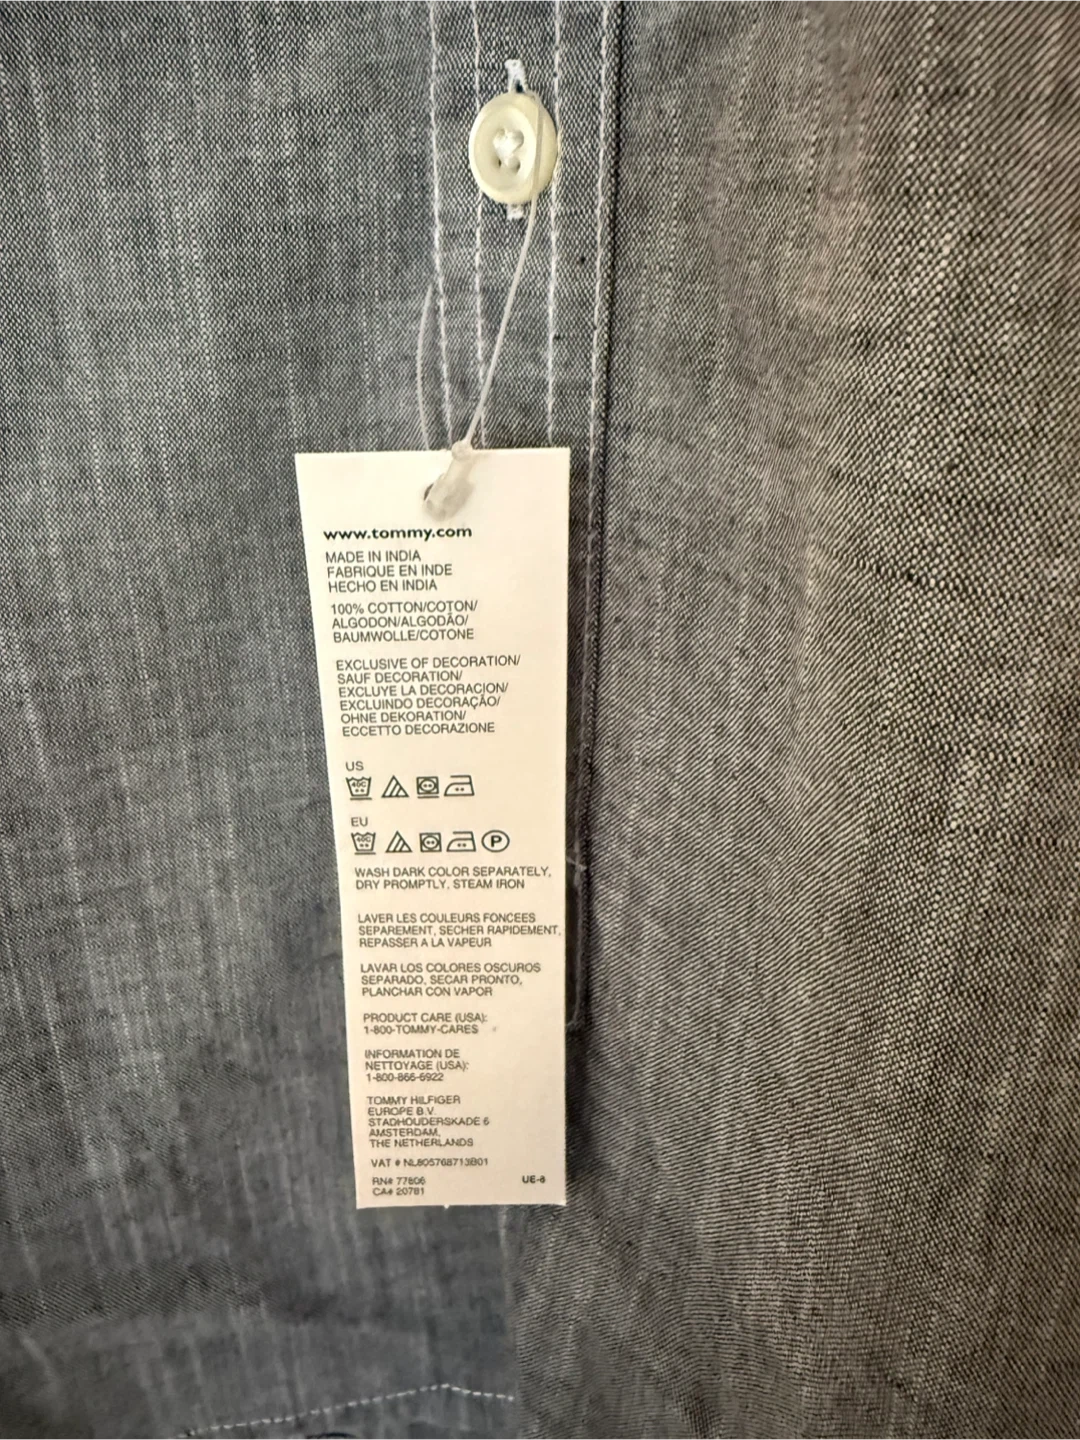 www.tommy.com
MADE IN INDIA
FABRIQUE EN INDE
HECHO EN INDIA
100% COTTON/COTON/
ALGODON/ALGODÃO/
BAUMWOLLE/COTONE
EXCLUSIVE OF DECORATION/
SAUF DECORATION/
EXCLUYE LA DECORACION/
EXCLUINDO DECORAÇÃO/
OHNE DEKORATION/
ECCETTO DECORAZIONE
US
40C
EU
40C P
WASH DARK COLOR SEPARATELY,
DRY PROMPTLY, STEAM IRON
LAVER LES COULEURS FONCEES
SEPAREMENT, SECHER RAPIDEMENT,
REPASSER A LA VAPEUR
LAVAR LOS COLORES OSCUROS
SEPARADO, SECAR PRONTO,
PLANCHAR CON VAPOR
PRODUCT CARE (USA):
1-800-TOMMY-CARES
INFORMATION DE
NETTOYAGE (USA):
1-800-866-6922
TOMMY HILFIGER
EUROPE B.V.
STADHOUDERSKADE 6
AMSTERDAM,
THE NETHERLANDS
VAT # NL805768713B01
RN# 77806
CA# 20781 UE-8